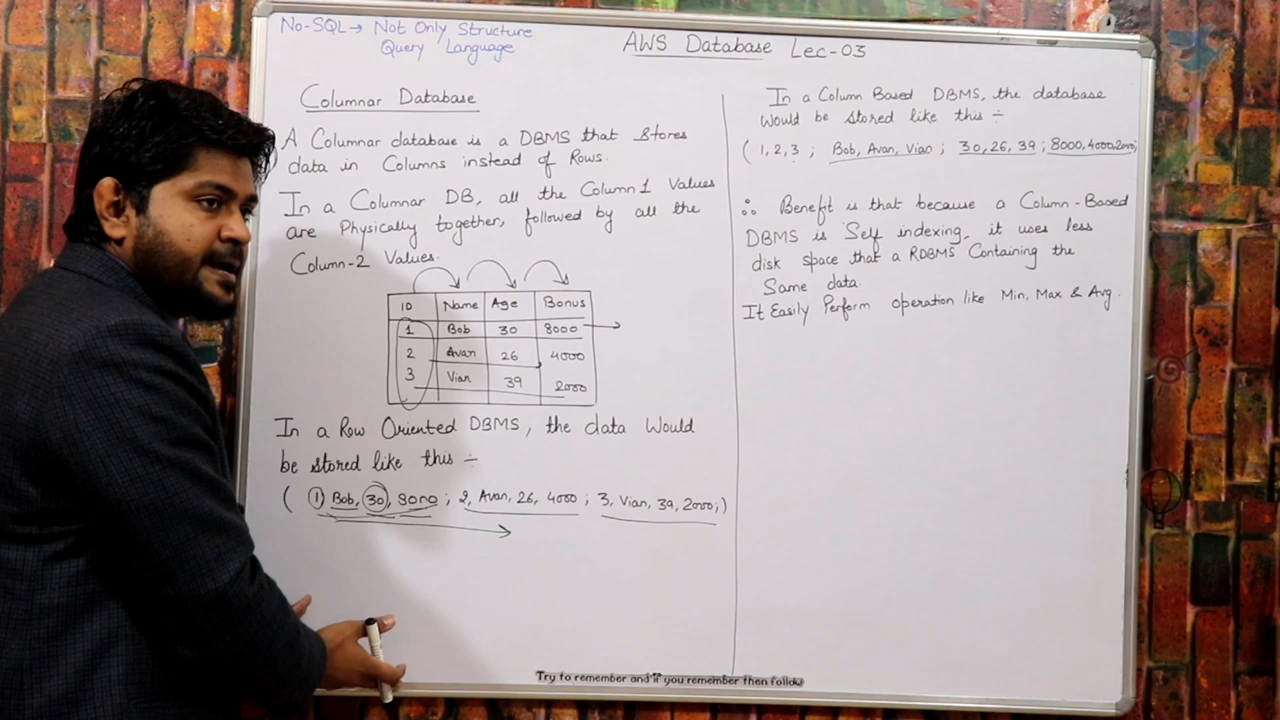 No-SQL → Not Only Structure
Query Language
AWS Database Lec-03
Columnar Database
A Columnar database is a DBMS that stores
data in Columns instead of Rows.
In a Columnar DB, all the Column 1 Values
are Physically together, followed by all the
Column-2 Values.
ID Name Age Bonus
1 Bob 30 8000
2 Avan 26 4000
3 Vian 39 2000
In a Row Oriented DBMS, the data Would
be stored like this ÷
( 1 Bob, 30, 8000 ; 2, Avan, 26, 4000 ; 3, Vian, 39, 2000; )
In a Column Based DBMS, the database
Would be stored like this ÷
( 1, 2, 3 ; Bob, Avan, Vian ; 30, 26, 39 ; 8000, 4000, 2000;
∴ Benefit is that because a Column-Based
DBMS is Self indexing, it uses less
disk space that a RDBMS Containing the
Same data.
It Easily Perform operation like Min, Max & Avg.
Try to remember and if you remember then follow